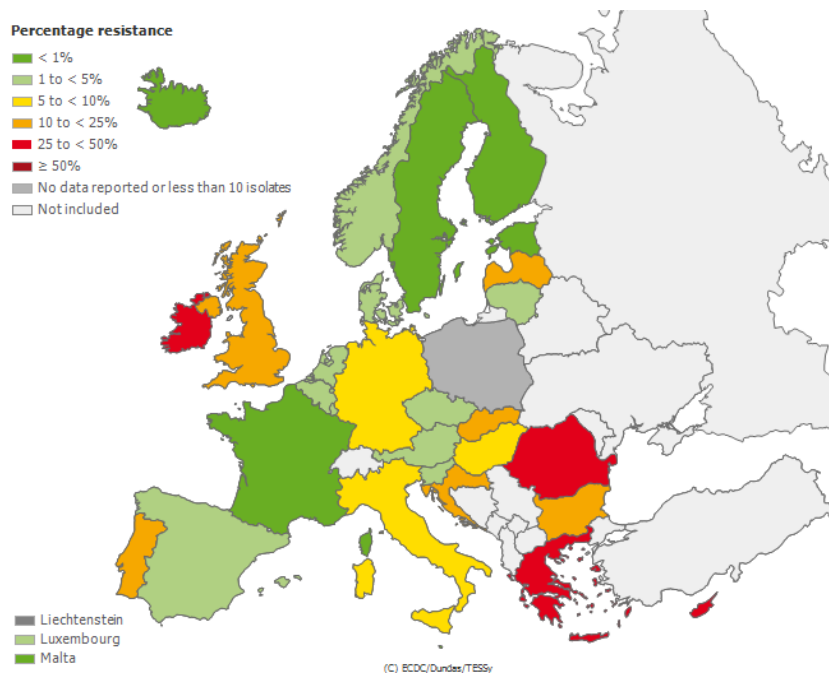 Percentage resistance
< 1%
1 to < 5%
5 to < 10%
10 to < 25%
25 to < 50%
≥ 50%
No data reported or less than 10 isolates
Not included
Liechtenstein
Luxembourg
Malta
(C) ECDC/Dundas/TESSy